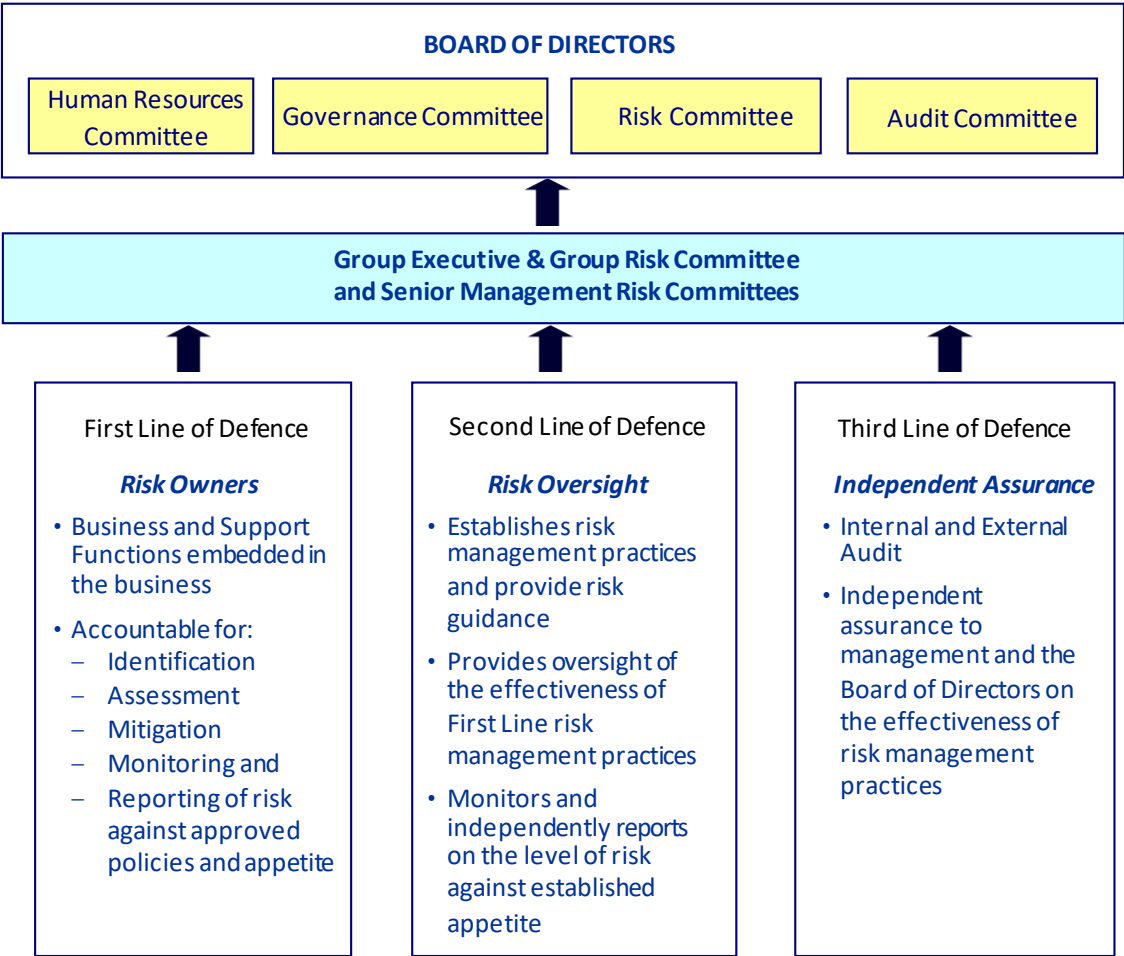 BOARD OF DIRECTORS
Human Resources
Committee
Governance Committee
Risk Committee
Audit Committee
Group Executive & Group Risk Committee
and Senior Management Risk Committees
First Line of Defence
Risk Owners
• Business and Support
Functions embedded in
the business
• Accountable for:
– Identification
– Assessment
– Mitigation
– Monitoring and
– Reporting of risk
against approved
policies and appetite
Second Line of Defence
Risk Oversight
• Establishes risk
management practices
and provide risk
guidance
• Provides oversight of
the effectiveness of
First Line risk
management practices
• Monitors and
independently reports
on the level of risk
against established
appetite
Third Line of Defence
Independent Assurance
• Internal and External
Audit
• Independent
assurance to
management and the
Board of Directors on
the effectiveness of
risk management
practices